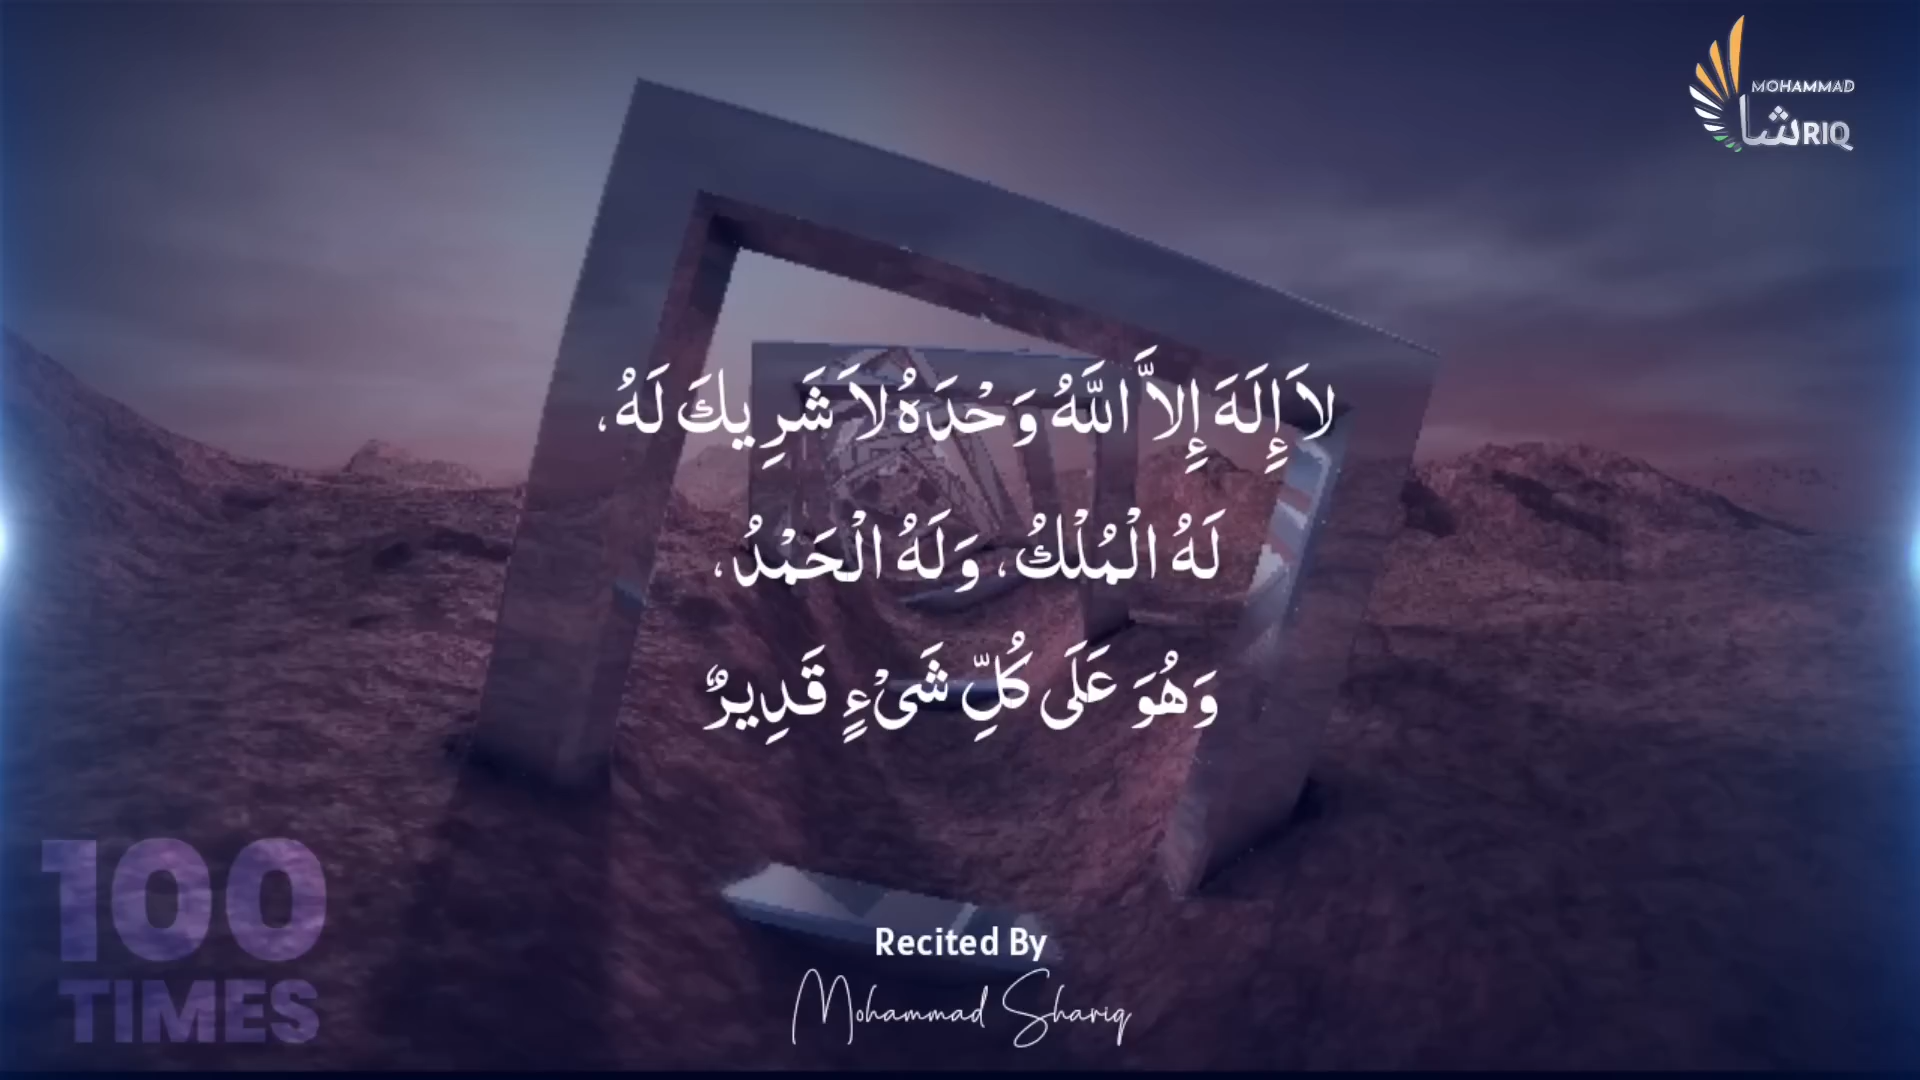 MOHAMMAD
شاRIQ
لاَ إِلَهَ إِلاَّ اللَّهُ وَحْدَهُ لاَ شَرِيكَ لَهُ،
لَهُ الْمُلْكُ، وَلَهُ الْحَمْدُ،
وَهُوَ عَلَى كُلِّ شَىْءٍ قَدِيرٌ
100
TIMES
Recited By
Mohammad Shariq